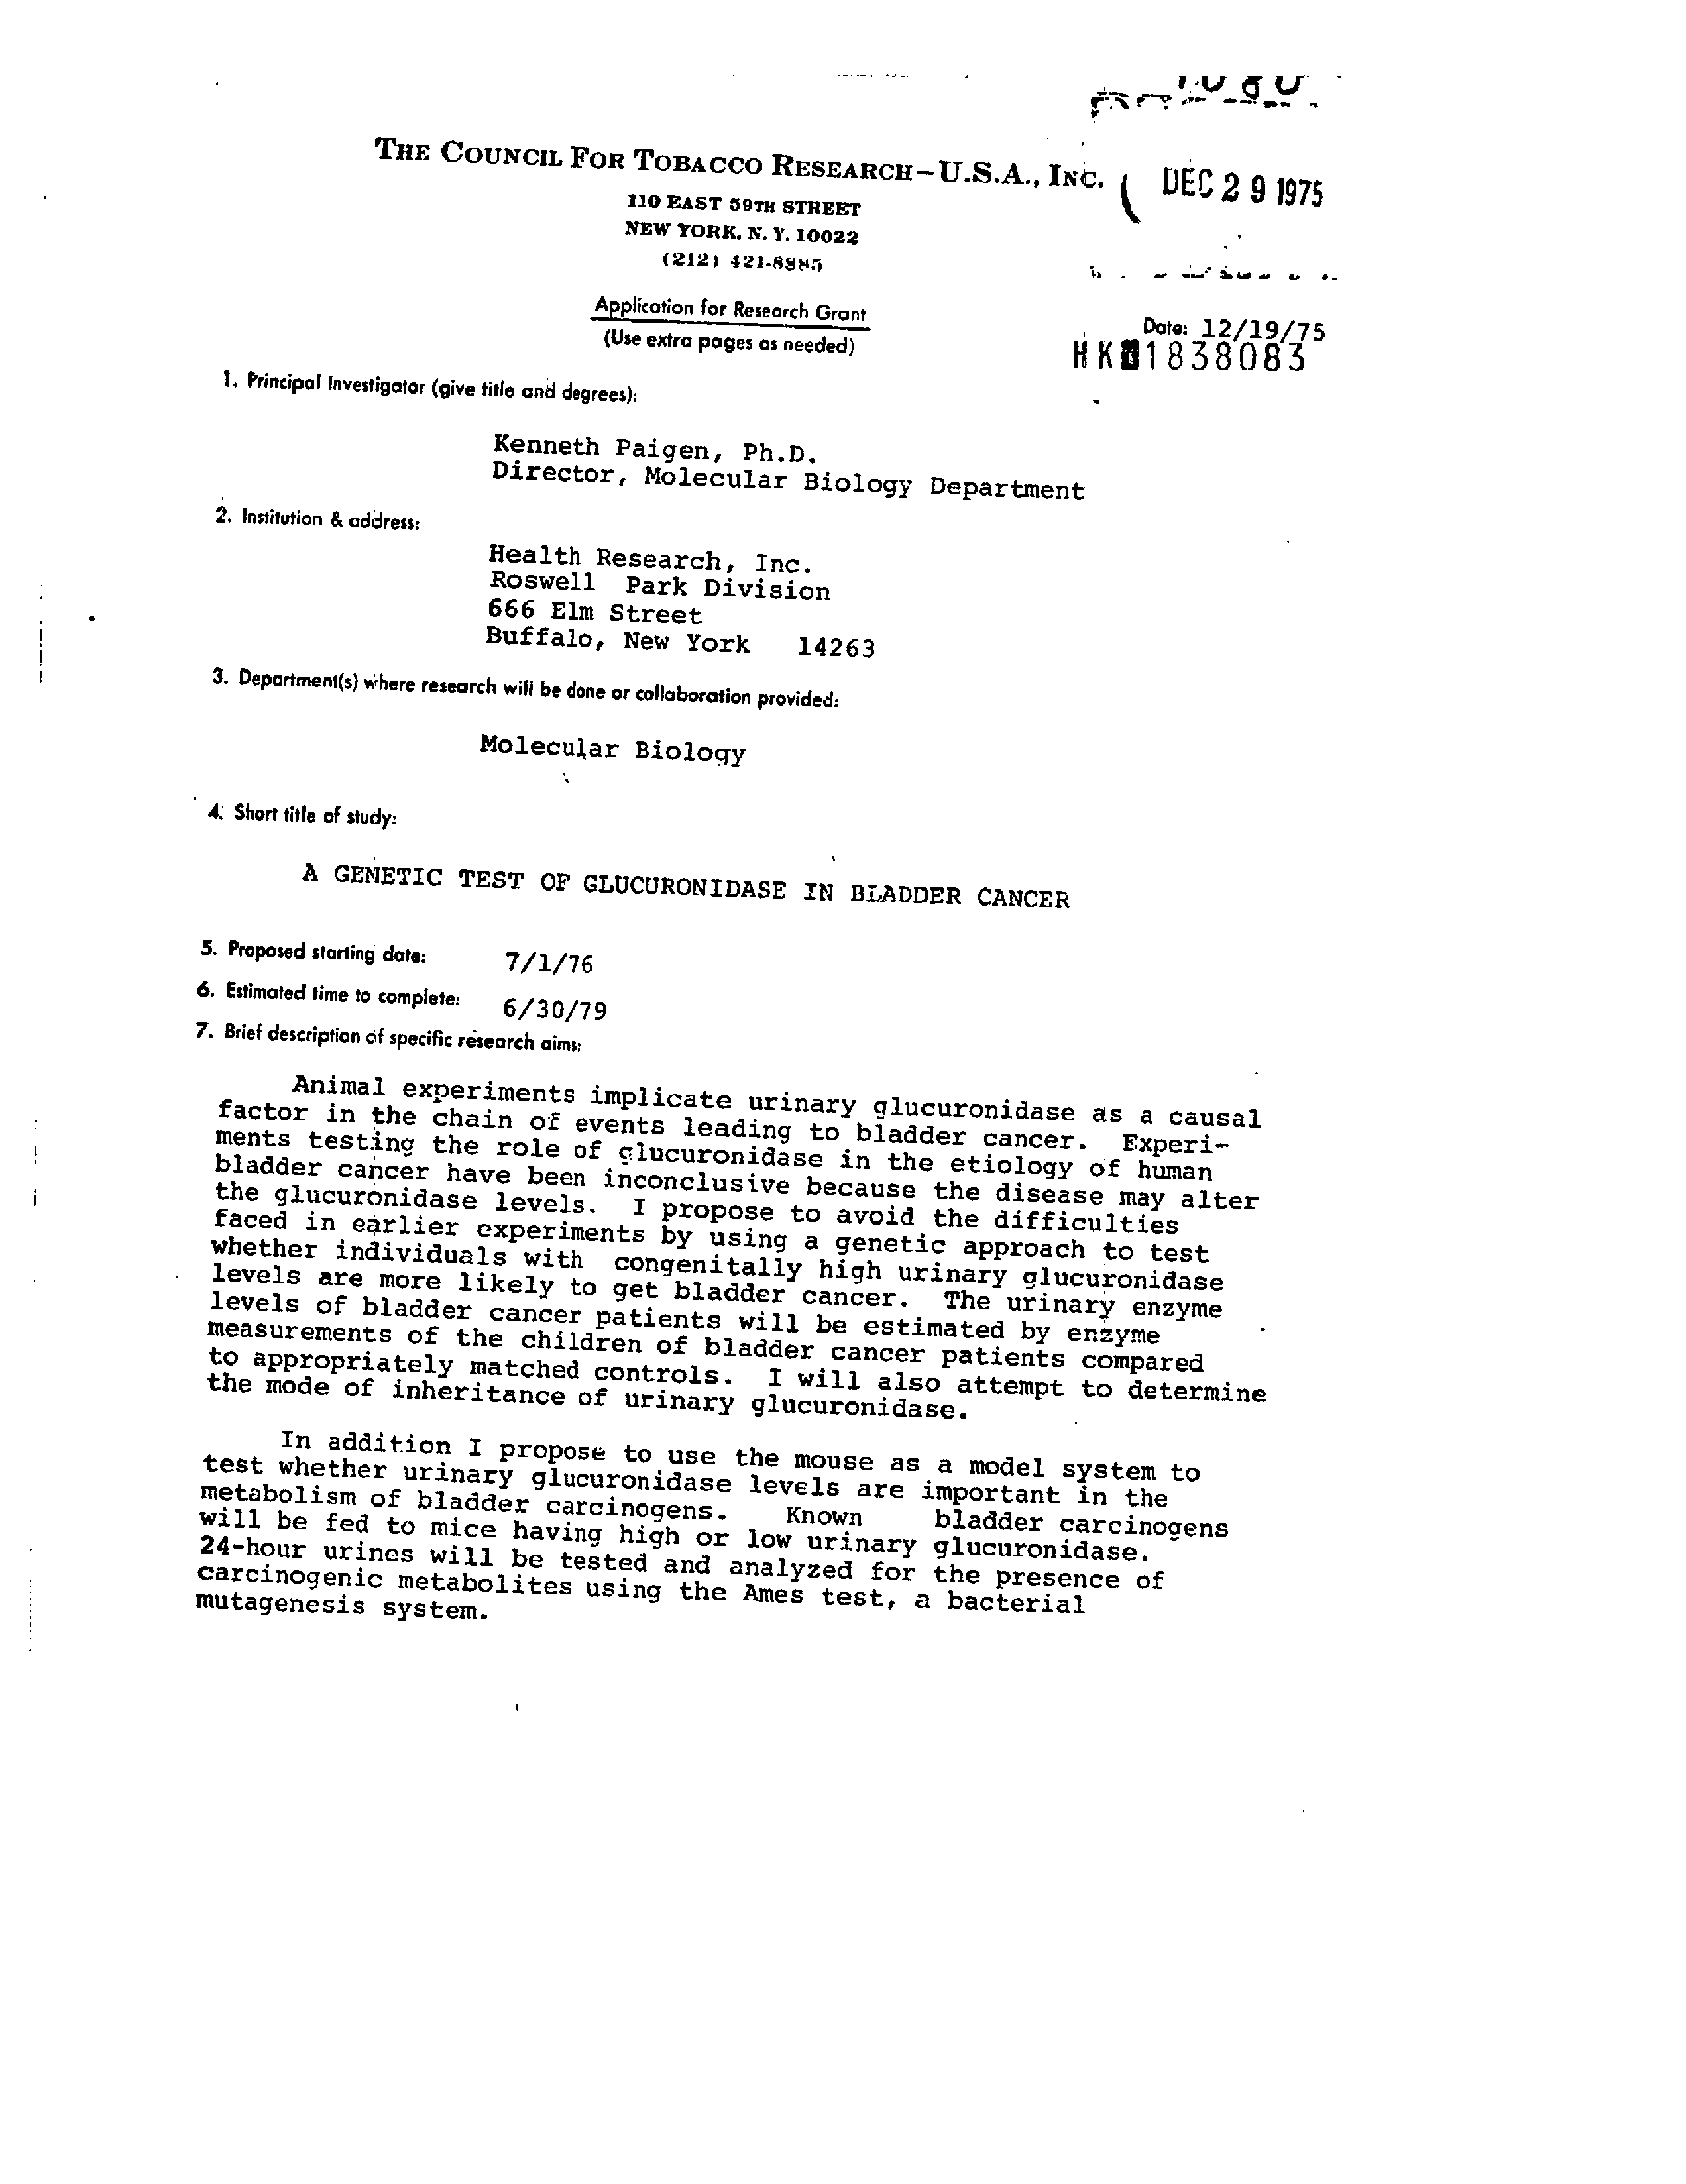 THE COUNCIL FOR TOBACCO RESEARCH-U.S.A., INC.
DEC 29 1975
110 EAST 59TH STREET
NEW YORK, N. Y. 10022
(212) 421-8885
Application for Research Grant
(Use extra pages as needed)
Date: 12/19/75
1838083
1. Principal Investigator (give title and degrees):
Kenneth Paigen, Ph.D.
Director, Molecular Biology Department
2. Institution & address:
Health Research, Inc.
Roswell Park Division
666 Elm Street
Buffalo, New York 14263
3. Department(s) where research will be done or collaboration provided:
Molecular Biology
4. Short title of study:
A GENETIC TEST OF GLUCURONIDASE IN BLADDER CANCER
5. Proposed starting date: 7/1/76
6. Estimated time to complete: 6/30/79
7. Brief description of specific research aims:
Animal experiments implicate urinary glucuronidase as a causal
factor in the chain of events leading to bladder cancer. Experi-
ments testing the role of glucuronidase in the etiology of human
bladder cancer have been inconclusive because the disease may alter
the glucuronidase levels. I propose to avoid the difficulties
faced in earlier experiments by using a genetic approach to test
whether individuals with congenitally high urinary glucuronidase
levels are more likely to get bladder cancer. The urinary enzyme
levels of bladder cancer patients will be estimated by enzyme
measurements of the children of bladder cancer patients compared
to appropriately matched controls. I will also attempt to determine
the mode of inheritance of urinary glucuronidase.
In addition I propose to use the mouse as a model system to
test whether urinary glucuronidase levels are important in the
metabolism of bladder carcinogens. Known bladder carcinogens
will be fed to mice having high or low urinary glucuronidase.
24-hour urines will be tested and analyzed for the presence of
carcinogenic metabolites using the Ames test, a bacterial
mutagenesis system.